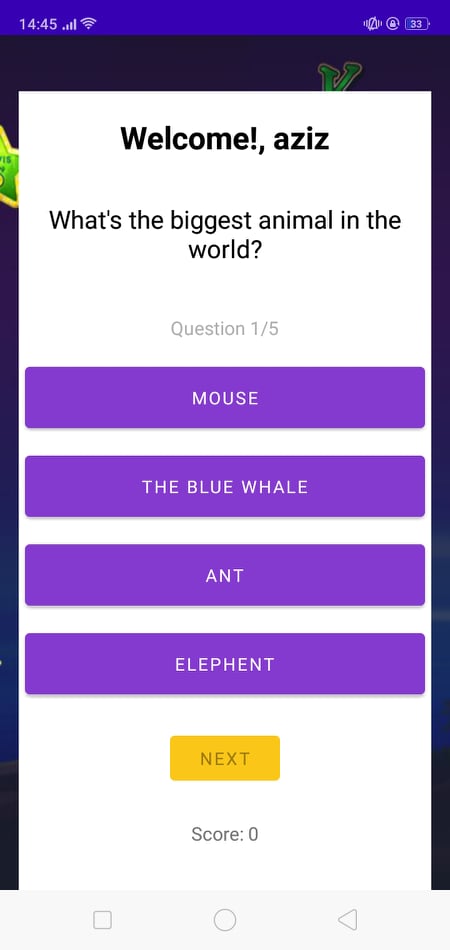 14:45
33
Y
Welcome!, aziz
What's the biggest animal in the
world?
Question 1/5
MOUSE
THE BLUE WHALE
ANT
ELEPHENT
NEXT
Score: 0